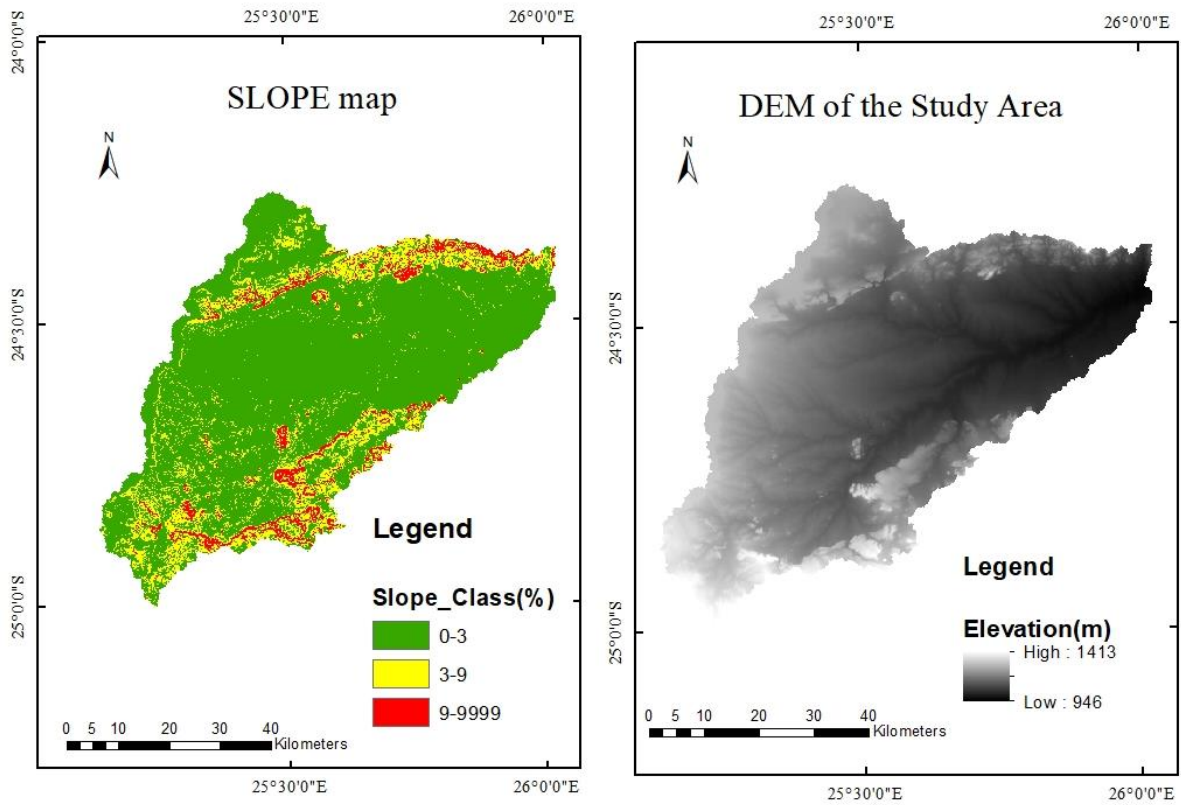 25°30'0"E
26°0'0"E
24°0'0"S
SLOPE map
N
24°30'0"S
25°0'0"S
Legend
Slope_Class(%)
0-3
3-9
9-9999
0 5 10 20 30 40
Kilometers
25°30'0"E
26°0'0"E
25°30'0"E
26°0'0"E
DEM of the Study Area
N
24°30'0"S
25°0'0"S
Legend
Elevation(m)
High : 1413
Low : 946
0 5 10 20 30 40
Kilometers
25°30'0"E
26°0'0"E